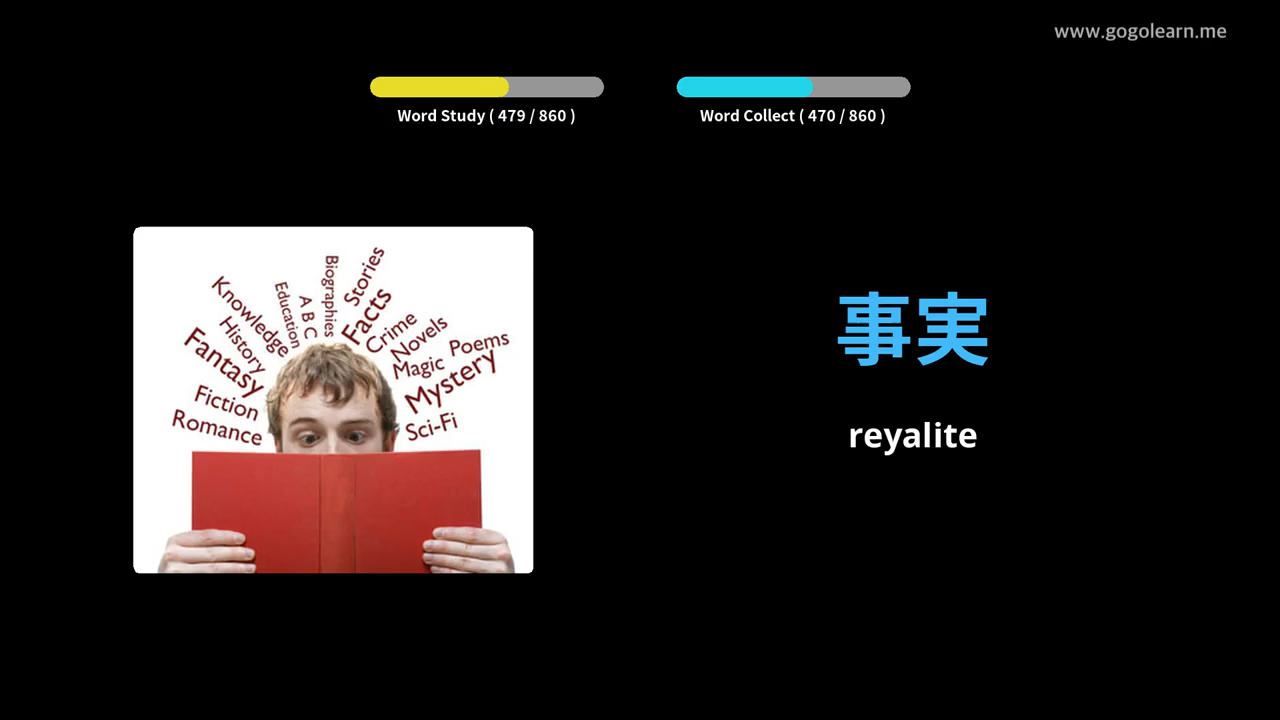 www.gogolearn.me
Word Study ( 479 / 860 )
Word Collect ( 470 / 860 )
Knowledge
History
Fantasy
Fiction
Romance
Education
A B C
Biographies
Stories
Facts
Crime
Novels
Magic
Poems
Mystery
Sci-Fi
事実
reyalite